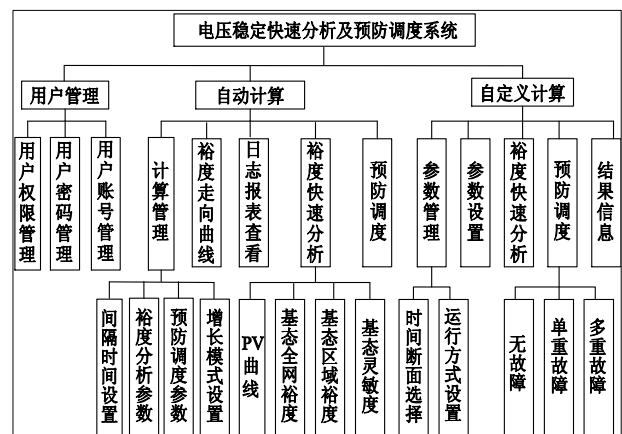 电压稳定快速分析及预防调度系统
用户管理
自动计算
自定义计算
用户权限管理
用户密码管理
用户账号管理
计算管理
裕度走向曲线
日志报表查看
裕度快速分析
预防调度
参数管理
参数设置
裕度快速分析
预防调度
结果信息
间隔时间设置
裕度分析参数
预防调度参数
增长模式设置
PV曲线
基态全网裕度
基态区域裕度
基态灵敏度
时间断面选择
运行方式设置
无故障
单重故障
多重故障